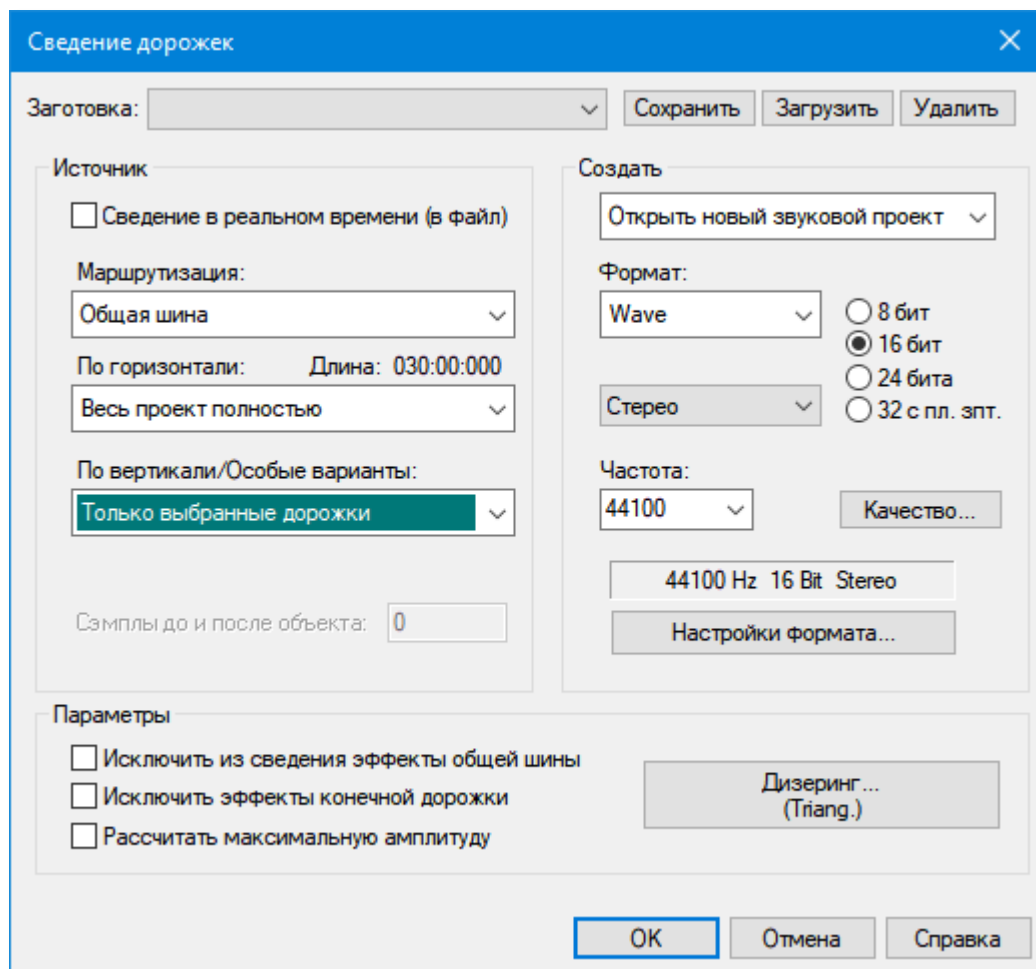 Сведение дорожек
Заготовка:
Сохранить
Загрузить
Удалить
Источник
Сведение в реальном времени (в файл)
Маршрутизация:
Общая шина
По горизонтали: Длина: 030:00:000
Весь проект полностью
По вертикали/Особые варианты:
Только выбранные дорожки
Сэмплы до и после объекта: 0
Создать
Открыть новый звуковой проект
Формат:
Wave
8 бит
16 бит
24 бита
32 с пл. зпт.
Стерео
Частота:
44100
Качество...
44100 Hz 16 Bit Stereo
Настройки формата...
Параметры
Исключить из сведения эффекты общей шины
Исключить эффекты конечной дорожки
Рассчитать максимальную амплитуду
Дизеринг...
(Triang.)
OK
Отмена
Справка